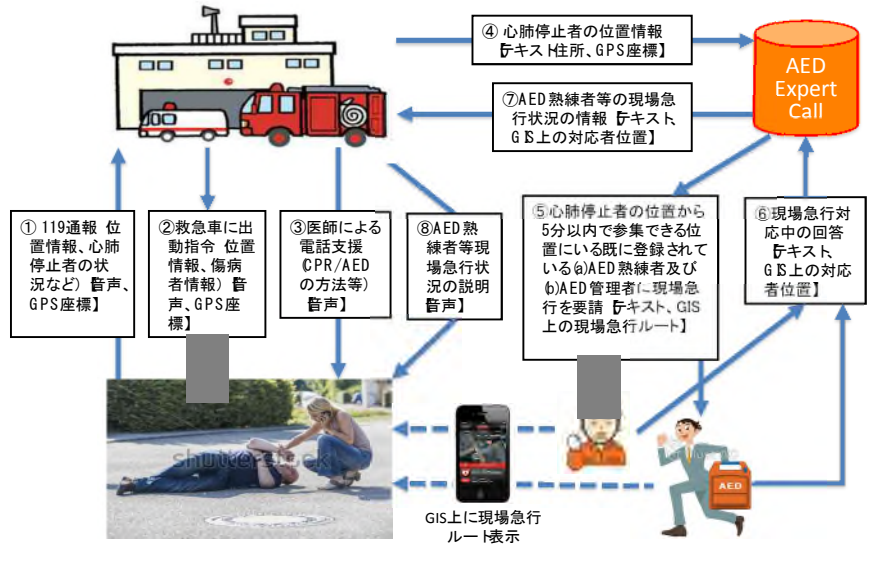 ④ 心肺停止者の位置情報
【テキスト住所、GPS座標】
AED
Expert
Call
⑦AED熟練者等の現場急
行状況の情報【テキスト、
GIS上の対応者位置】
① 119通報 位
置情報、心肺
停止者の状
況など)【音声、
GPS座標】
②救急車に出
動指令 位置
情報、傷病
者情報)【音
声、GPS座
標】
③医師による
電話支援
(CPR/AED
の方法等)
【音声】
⑧AED熟
練者等現
場急行状
況の説明
【音声】
⑤心肺停止者の位置から
5分以内で参集できる位
置にいる既に登録されて
いる(a)AED熟練者及び
(b)AED管理者に現場急
行を要請【テキスト、GIS
上の現場急行ルート】
⑥現場急行対
応中の回答
【テキスト、
GIS上の対応
者位置】
shutterstock
AED
GIS上に現場急行
ルート表示